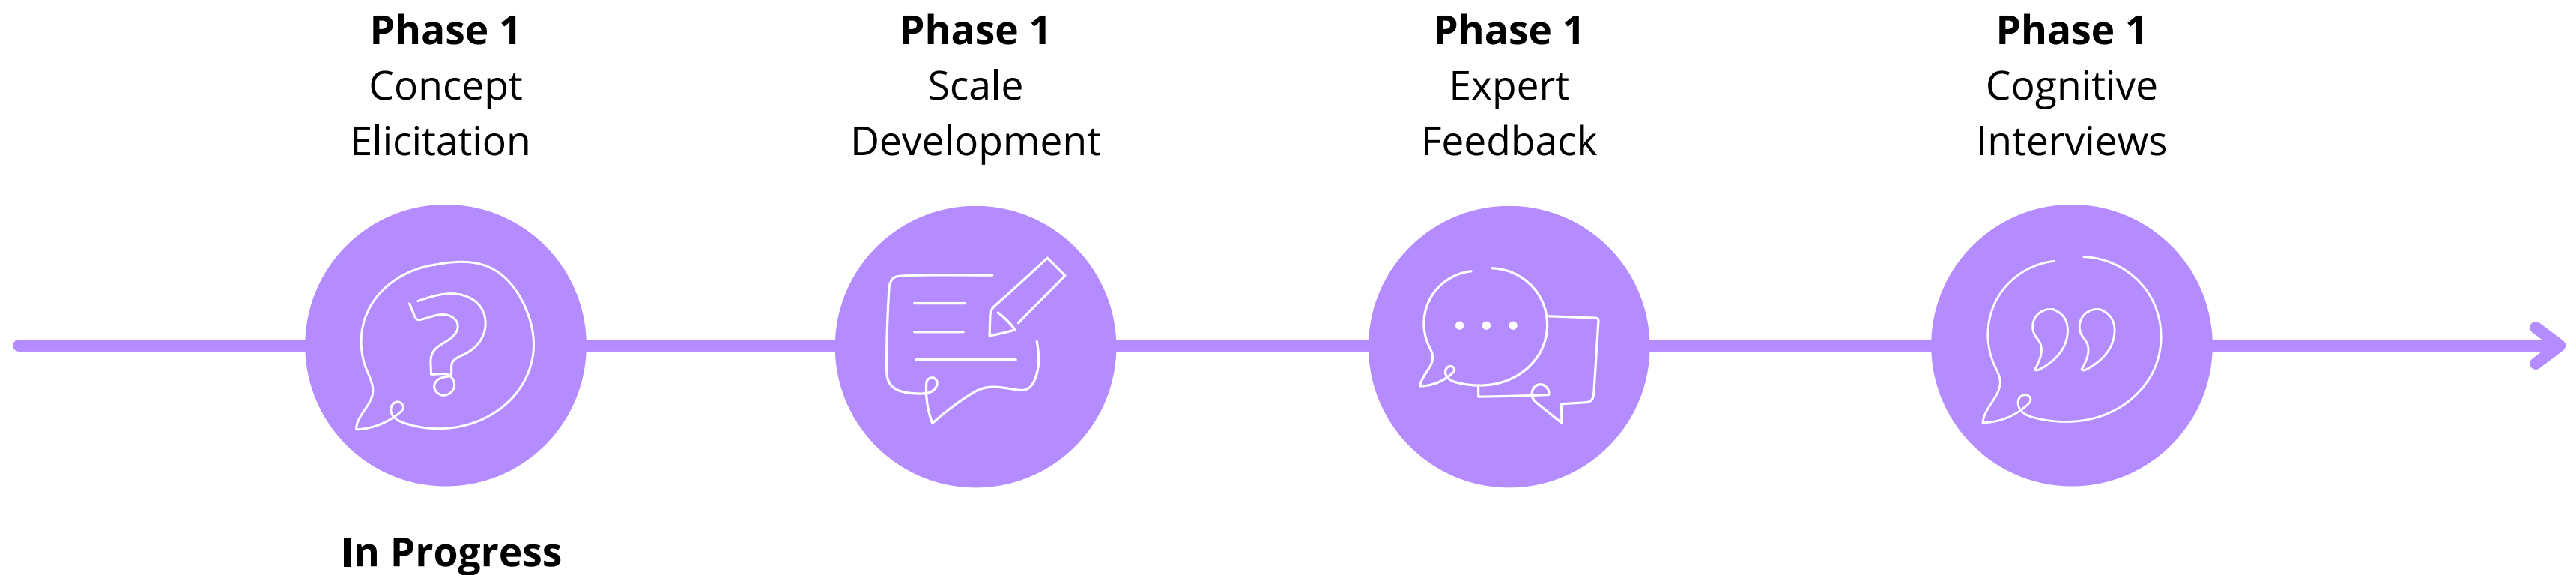 Phase 1
Concept
Elicitation
Phase 1
Scale
Development
Phase 1
Expert
Feedback
Phase 1
Cognitive
Interviews
In Progress